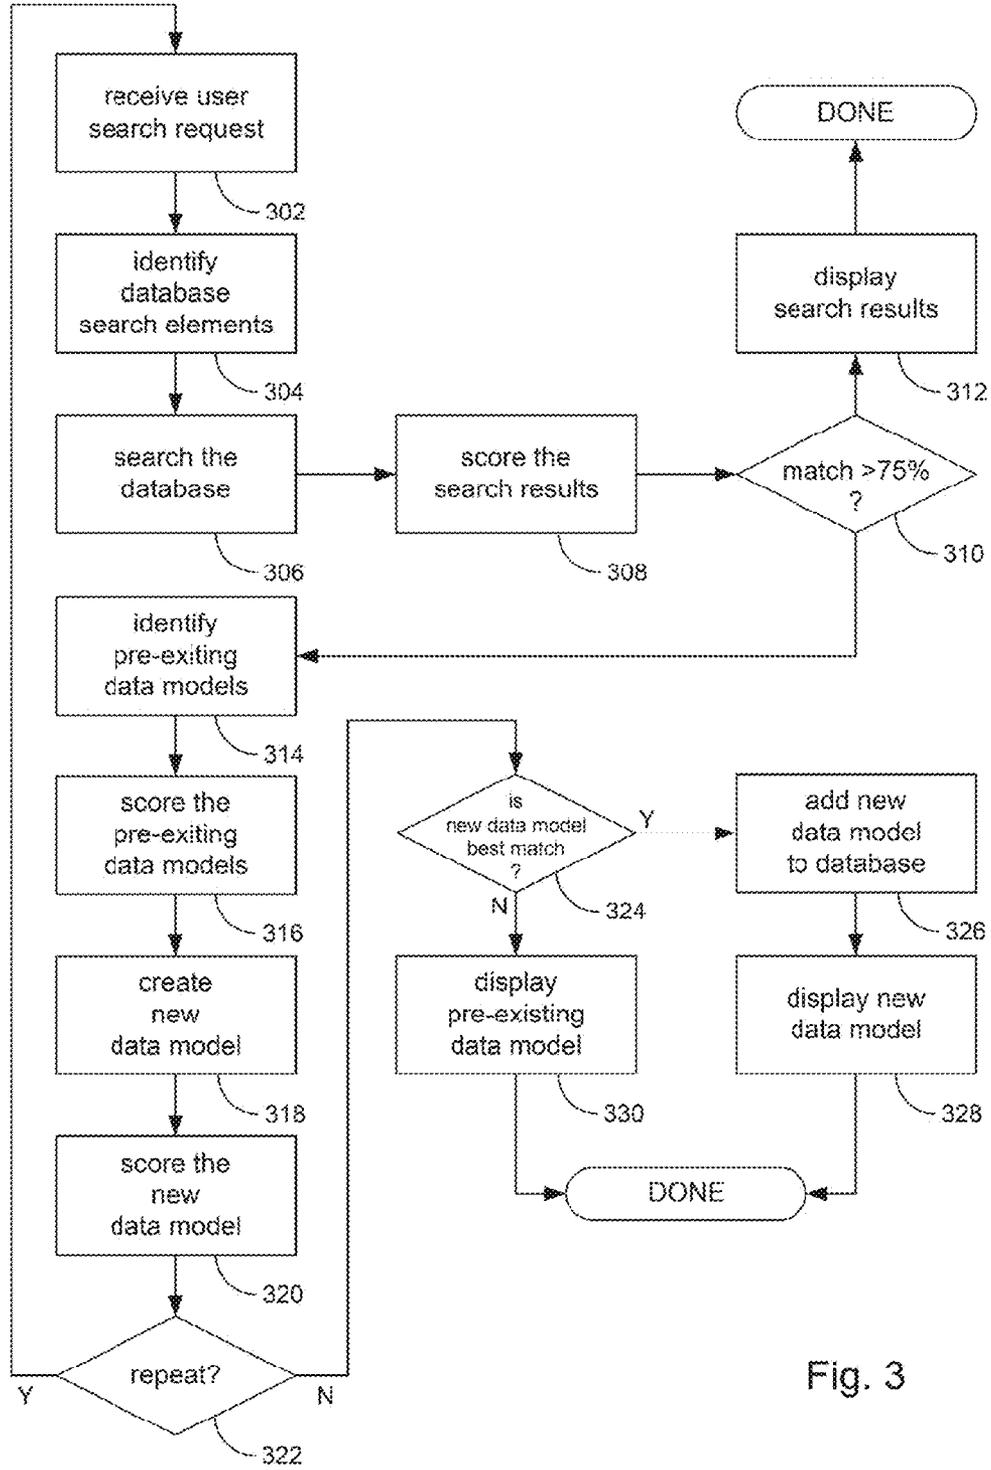 receive user
search request
302
identify
database
search elements
304
search the
database
306
score the
search results
308
match >75%
?
310
display
search results
312
DONE
identify
pre-exiting
data models
314
score the
pre-exiting
data models
316
create
new
data model
318
score the
new
data model
320
repeat?
Y
N
322
is
new data model
best match
?
Y
N
324
add new
data model
to database
326
display new
data model
328
display
pre-existing
data model
330
DONE
Fig. 3